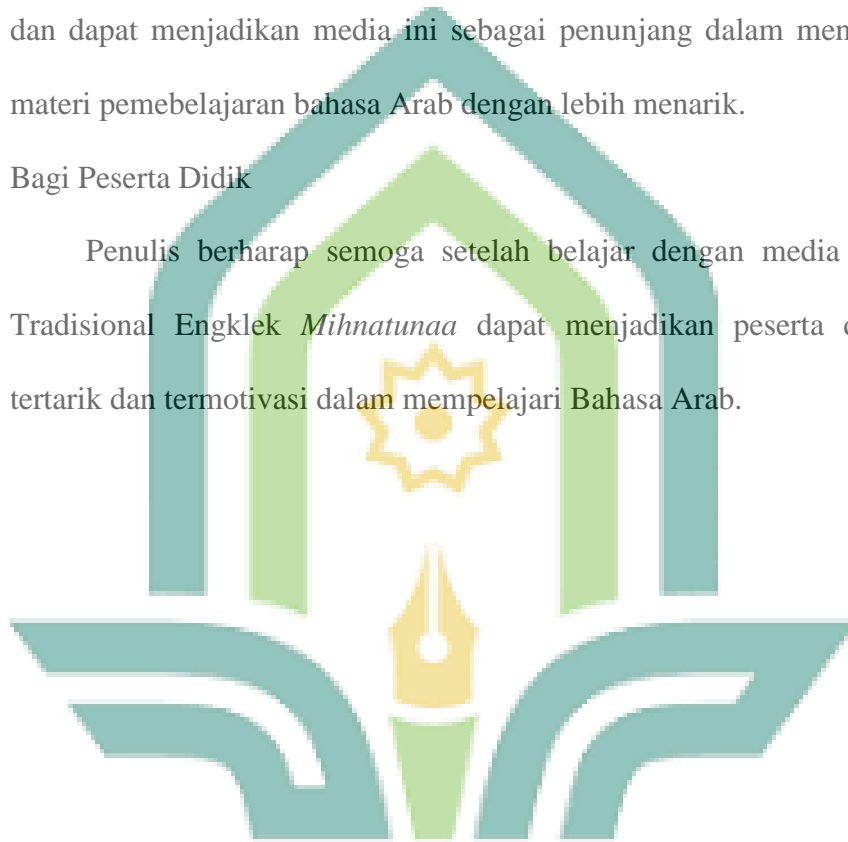 dan dapat menjadikan media ini sebagai penunjang dalam men
materi pemebelajaran bahasa Arab dengan lebih menarik.
Bagi Peserta Didik
Penulis berharap semoga setelah belajar dengan media
Tradisional Engklek Mihnatunaa dapat menjadikan peserta
tertarik dan termotivasi dalam mempelajari Bahasa Arab.